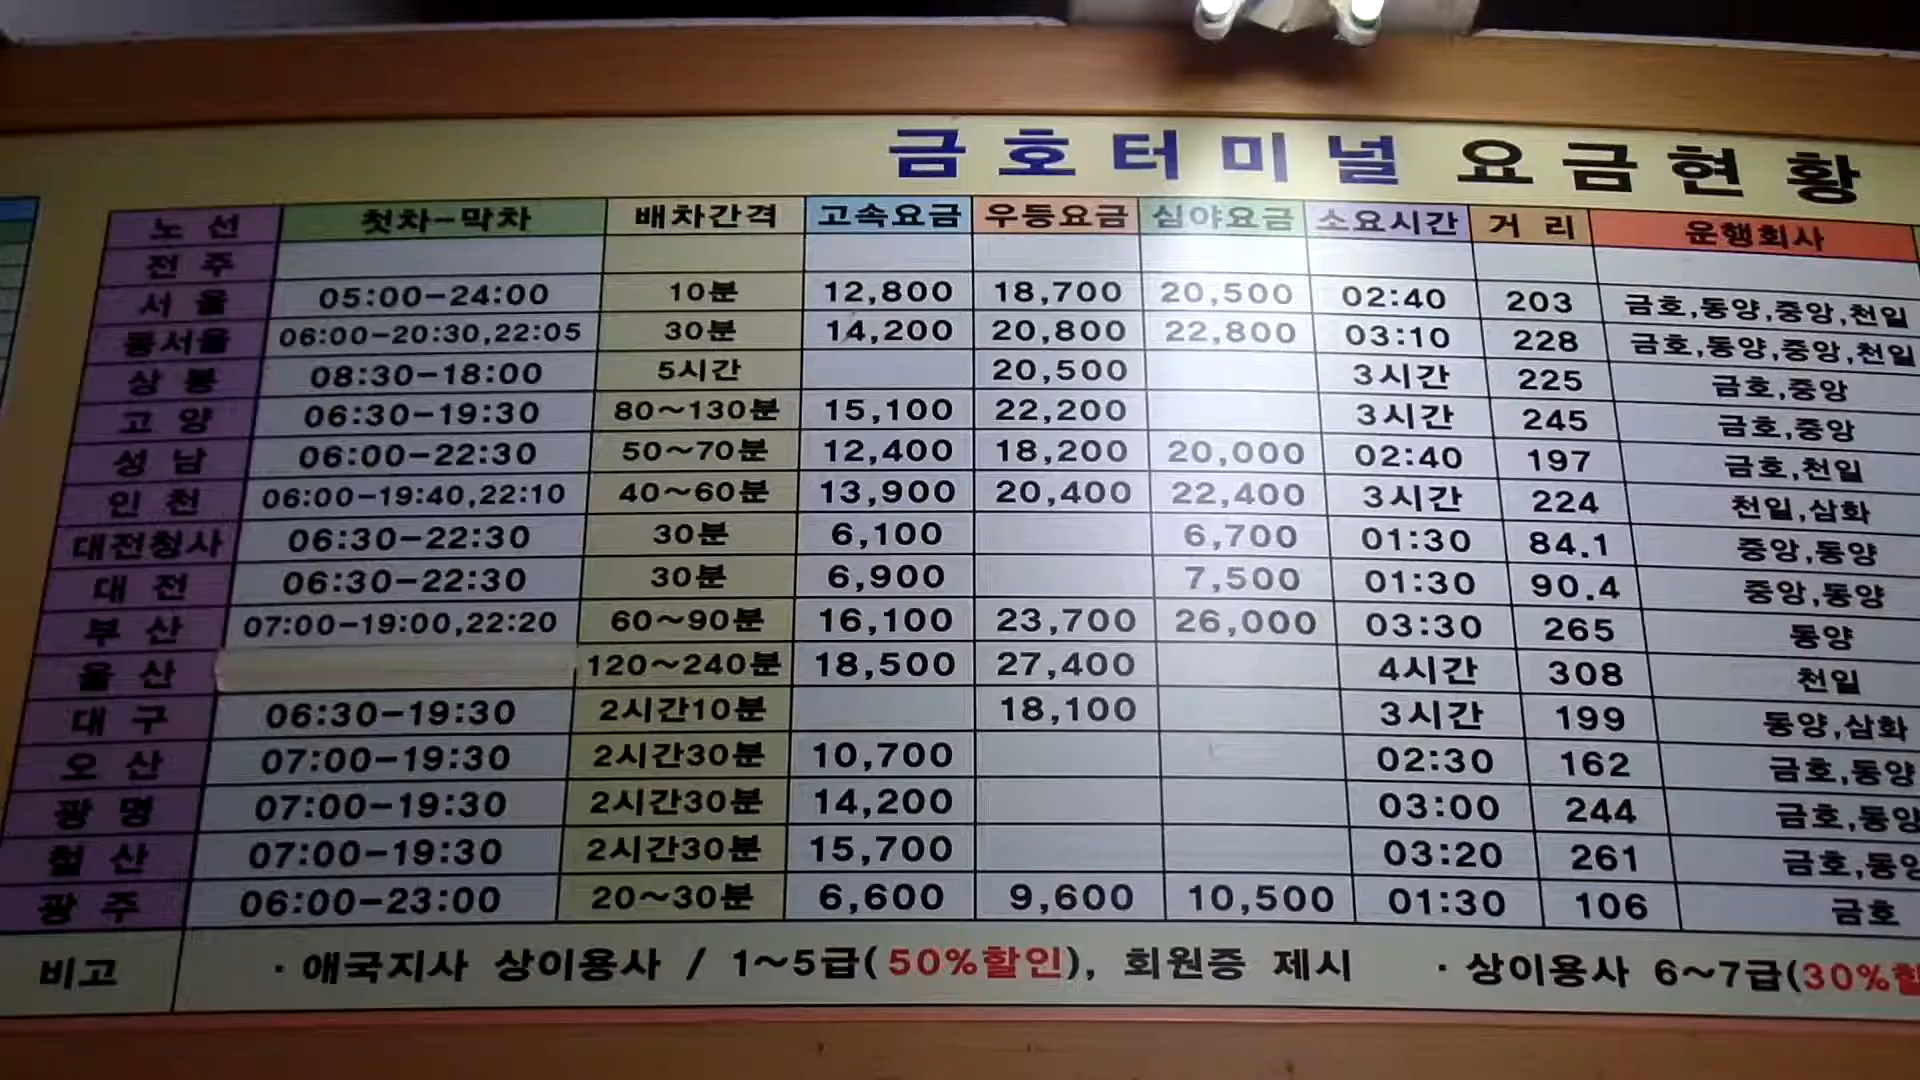 금호터미널 요금현황
노선 첫차-막차 배차간격 고속요금 우등요금 심야요금 소요시간 거리 운행회사
전주
서울 05:00-24:00 10분 12,800 18,700 20,500 02:40 203 금호,동양,중앙,천일
동서울 06:00-20:30,22:05 30분 14,200 20,800 22,800 03:10 228 금호,동양,중앙,천일
상봉 08:30-18:00 5시간 20,500 3시간 225 금호,중앙
고양 06:30-19:30 80~130분 15,100 22,200 3시간 245 금호,중앙
성남 06:00-22:30 50~70분 12,400 18,200 20,000 02:40 197 금호,천일
인천 06:00-19:40,22:10 40~60분 13,900 20,400 22,400 3시간 224 천일,삼화
대전청사 06:30-22:30 30분 6,100 6,700 01:30 84.1 중앙,동양
대전 06:30-22:30 30분 6,900 7,500 01:30 90.4 중앙,동양
부산 07:00-19:00,22:20 60~90분 16,100 23,700 26,000 03:30 265 동양
울산 120~240분 18,500 27,400 4시간 308 천일
대구 06:30-19:30 2시간10분 18,100 3시간 199 동양,삼화
오산 07:00-19:30 2시간30분 10,700 02:30 162 금호,동양
광명 07:00-19:30 2시간30분 14,200 03:00 244 금호,동양
철산 07:00-19:30 2시간30분 15,700 03:20 261 금호,동양
광주 06:00-23:00 20~30분 6,600 9,600 10,500 01:30 106 금호
비고 · 애국지사 상이용사 / 1~5급(50%할인), 회원증 제시 · 상이용사 6~7급(30%할